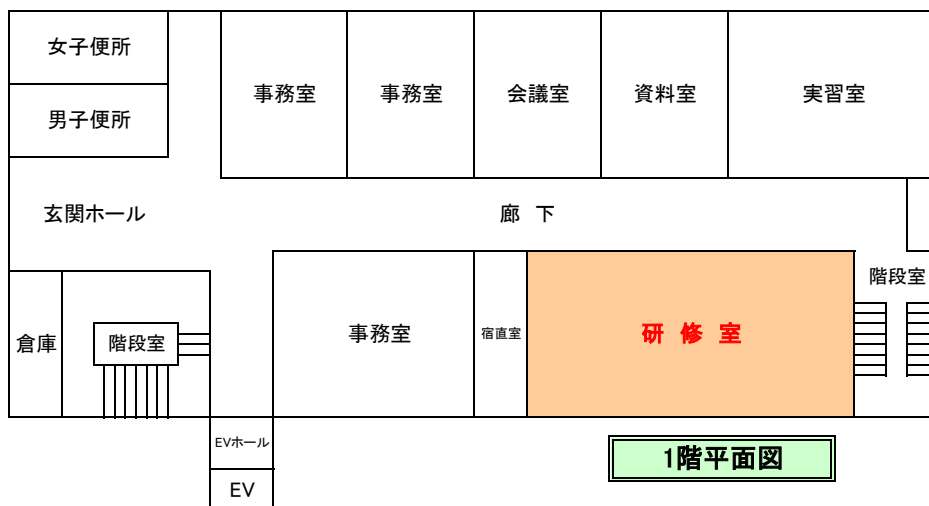 女子便所
男子便所
事務室
事務室
会議室
資料室
実習室
玄関ホール
廊 下
倉庫
階段室
事務室
宿直室
研 修 室
階段室
EVホール
EV
1階平面図